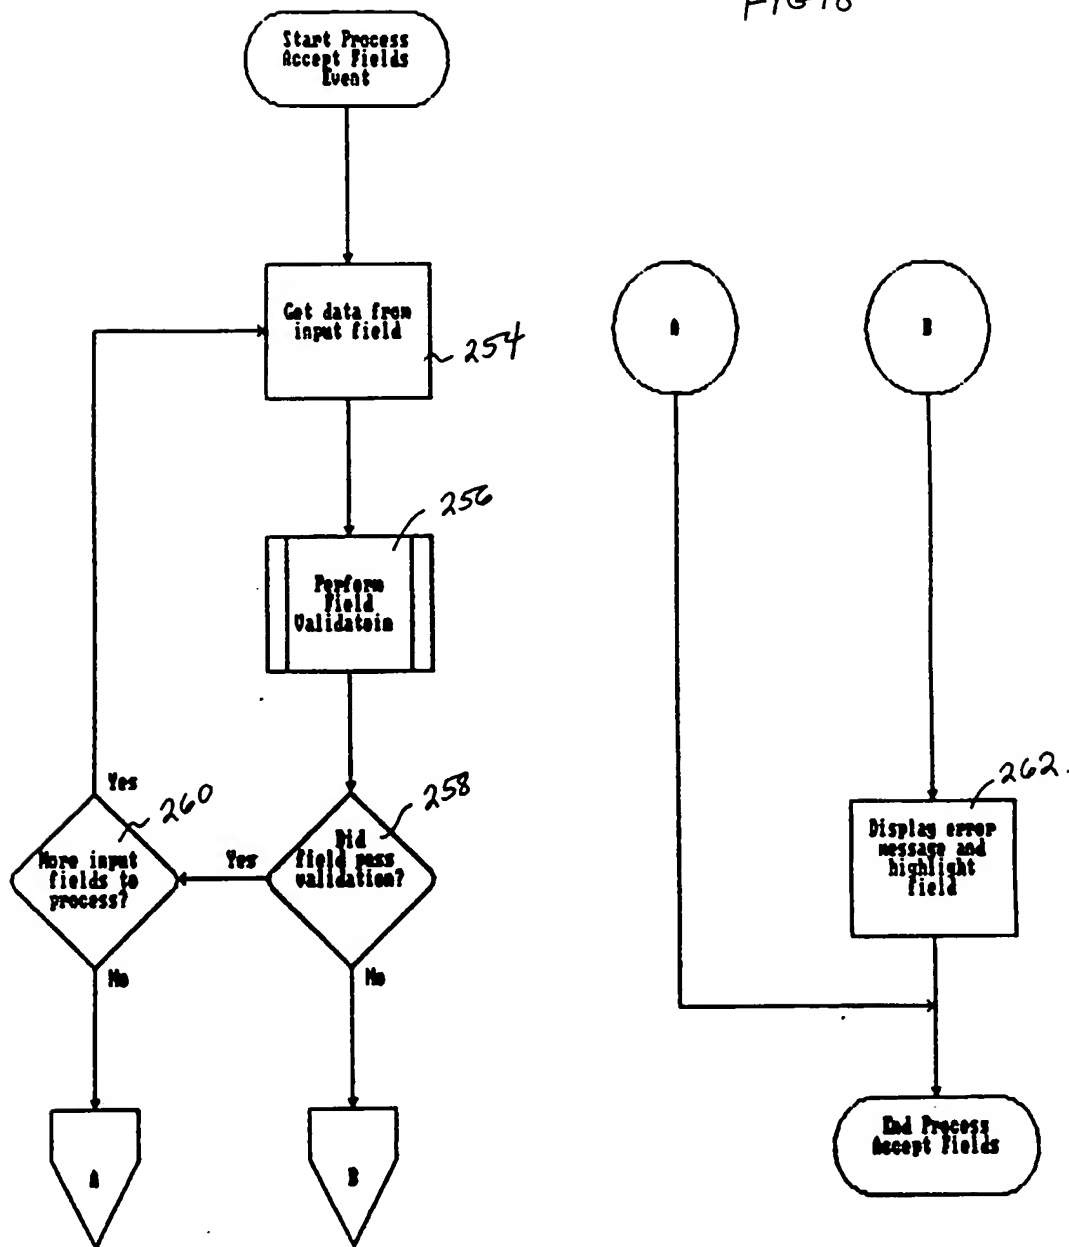 FIG 18
Start Process
Accept Fields
Event
Get data from
input field
254
256
Perform
Field
Validatein
258
Did
field pass
validation?
Yes
No
260
More input
fields to
process?
Yes
No
A
B
A
B
262.
Display error
message and
highlight
field
End Process
Accept Fields